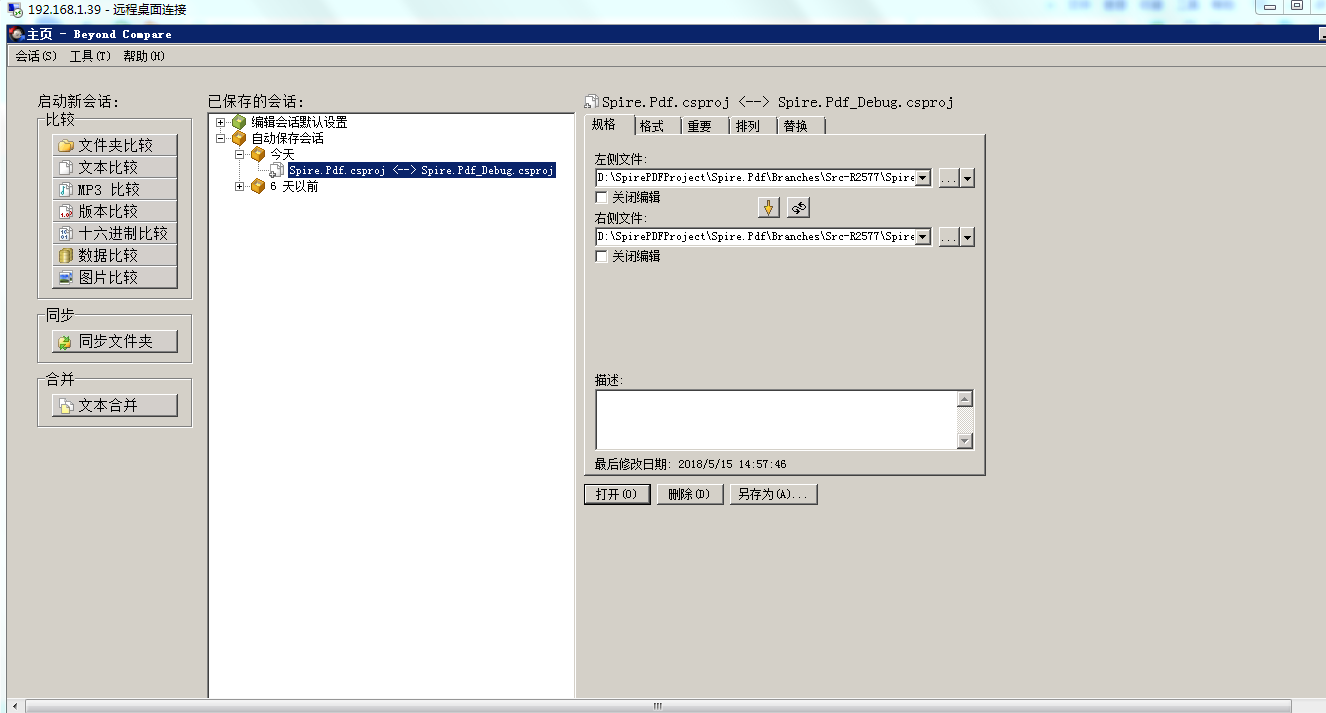 192.168.1.39 - 远程桌面连接
主页 - Beyond Compare
会话(S) 工具(T) 帮助(H)
启动新会话:
比较
文件夹比较
文本比较
MP3 比较
版本比较
十六进制比较
数据比较
图片比较
同步
同步文件夹
合并
文本合并
已保存的会话:
编辑会话默认设置
自动保存会话
今天
Spire.Pdf.csproj <--> Spire.Pdf_Debug.csproj
6 天以前
Spire.Pdf.csproj <--> Spire.Pdf_Debug.csproj
规格 格式 重要 排列 替换
左侧文件:
D:\SpirePDFProject\Spire.Pdf\Branches\Src-R2577\Spire
...
关闭编辑
右侧文件:
D:\SpirePDFProject\Spire.Pdf\Branches\Src-R2577\Spire
...
关闭编辑
描述:
最后修改日期: 2018/5/15 14:57:46
打开(O) 删除(D) 另存为(A)...